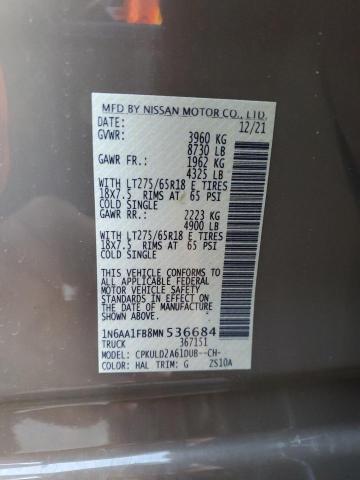 MFD BY NISSAN MOTOR CO., LTD.
DATE: 12/21
GVWR: 3960 KG
8730 LB
GAWR FR.: 1962 KG
4325 LB
WITH LT275/65R18 E TIRES
18X7.5 RIMS AT 65 PSI
COLD SINGLE
GAWR RR.: 2223 KG
4900 LB
WITH LT275/65R18 E TIRES
18X7.5 RIMS AT 65 PSI
COLD SINGLE
THIS VEHICLE CONFORMS TO
ALL APPLICABLE FEDERAL
MOTOR VEHICLE SAFETY
STANDARDS IN EFFECT ON THE
DATE OF MANUFACTURE SHOWN
ABOVE
1N6AA1FB8MN536684
TRUCK 367151
MODEL: CPKULD2A61DUB--CH-
COLOR: HAL TRIM: G 2S10A